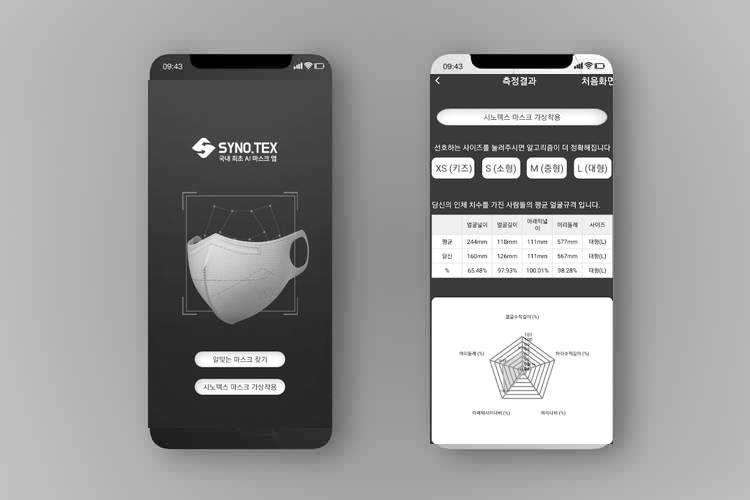 09:43
SYNO.TEX
국내 최초 AI 마스크 앱
알맞는 마스크 찾기
시노텍스 마스크 가상착용
09:43
측정결과 처음화면
시노텍스 마스크 가상착용
선호하는 사이즈를 눌러주시면 알고리즘이 더 정확해집니다
XS (키즈) S (소형) M (중형) L (대형)
당신의 인체 치수를 가진 사람들의 평균 얼굴규격 입니다.
얼굴넓이 얼굴길이 아래턱넓이 머리둘레 사이즈
평균 244mm 118mm 111mm 577mm 대형(L)
당신 160mm 126mm 111mm 567mm 대형(L)
% 65.48% 97.93% 100.01% 98.28% 대형(L)
얼굴수직길이 (%)
머리둘레 (%) 머리수직길이 (%)
아래턱사이너비 (%) 머리너비 (%)